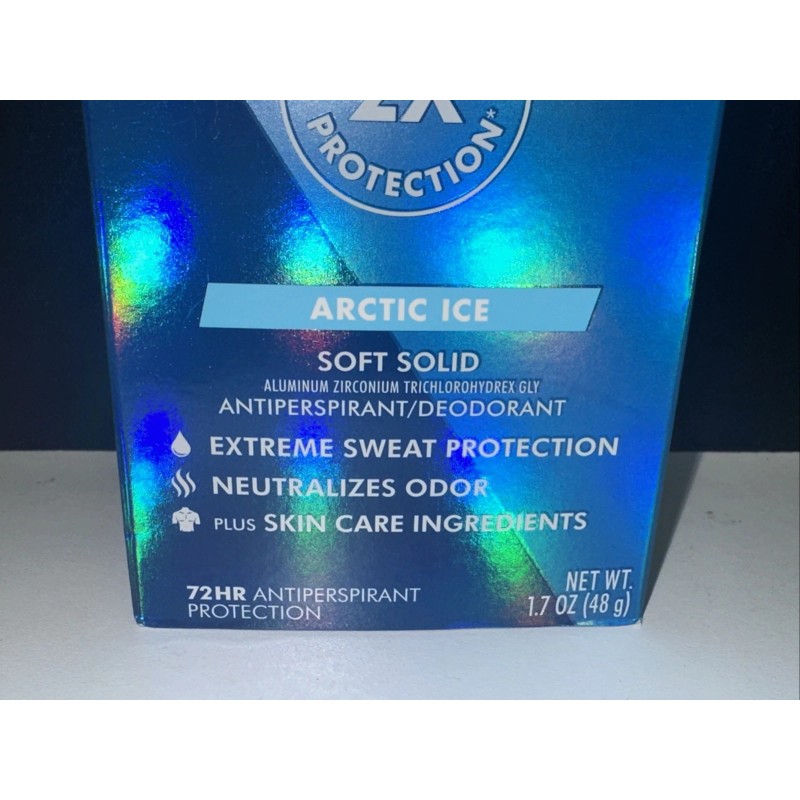 2X
PROTECTION*
ARCTIC ICE
SOFT SOLID
ALUMINUM ZIRCONIUM TRICHLOROHYDREX GLY
ANTIPERSPIRANT/DEODORANT
EXTREME SWEAT PROTECTION
NEUTRALIZES ODOR
PLUS SKIN CARE INGREDIENTS
72HR ANTIPERSPIRANT
PROTECTION
NET WT.
1.7 OZ (48 g)